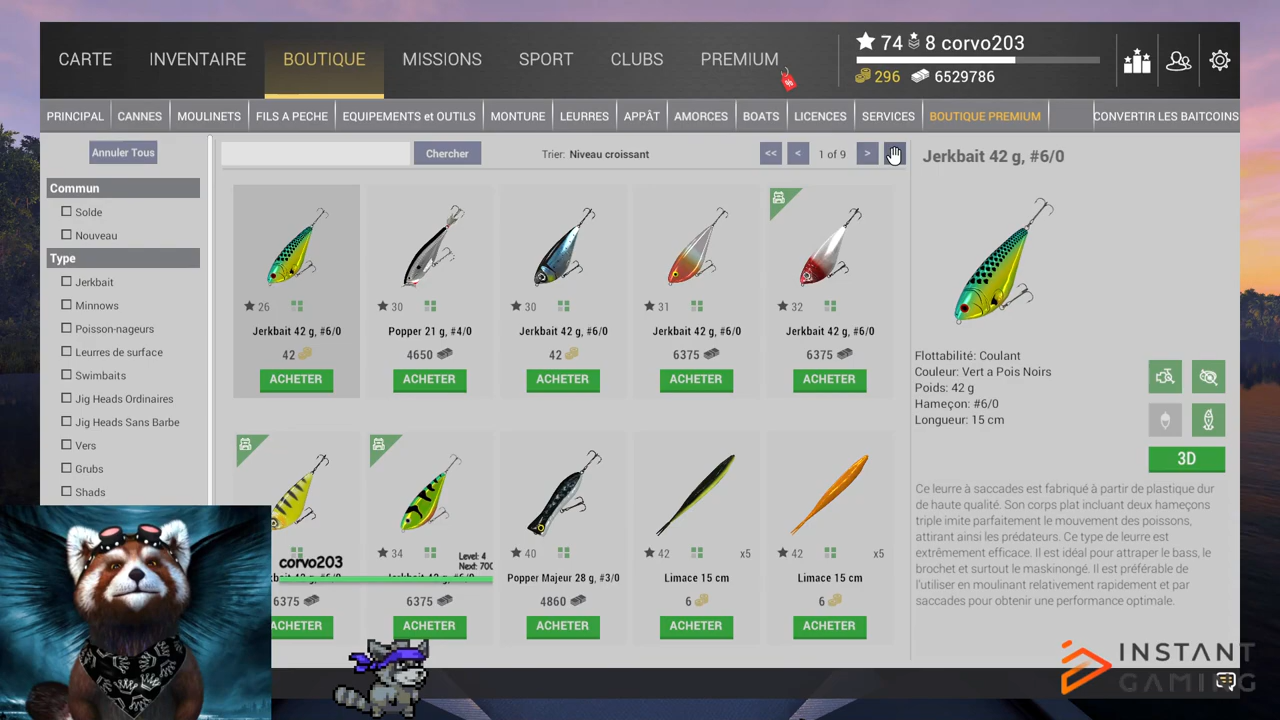 CARTE INVENTAIRE BOUTIQUE MISSIONS SPORT CLUBS PREMIUM
74 8 corvo203
296 6529786
PRINCIPAL CANNES MOULINETS FILS A PECHE EQUIPEMENTS et OUTILS MONTURE LEURRES APPÂT AMORCES BOATS LICENCES SERVICES BOUTIQUE PREMIUM CONVERTIR LES BAITCOINS
Annuler Tous
Chercher
Trier: Niveau croissant
<< < 1 of 9 >
Commun
Solde
Nouveau
Type
Jerkbait
Minnows
Poisson-nageurs
Leurres de surface
Swimbaits
Jig Heads Ordinaires
Jig Heads Sans Barbe
Vers
Grubs
Shads
26 30 30 31 32
Jerkbait 42 g, #6/0 Popper 21 g, #4/0 Jerkbait 42 g, #6/0 Jerkbait 42 g, #6/0 Jerkbait 42 g, #6/0
42 4650 42 6375 6375
ACHETER ACHETER ACHETER ACHETER ACHETER
34 40 42 x5 42 x5
corvo203
Level: 4
Next: 700
Popper Majeur 28 g, #3/0 Limace 15 cm Limace 15 cm
6375 6375 4860 6 6
ACHETER ACHETER ACHETER ACHETER ACHETER
Jerkbait 42 g, #6/0
Flottabilité: Coulant
Couleur: Vert a Pois Noirs
Poids: 42 g
Hameçon: #6/0
Longueur: 15 cm
3D
Ce leurre à saccades est fabriqué à partir de plastique dur
de haute qualité. Son corps plat incluant deux hameçons
triple imite parfaitement le mouvement des poissons,
attirant ainsi les prédateurs. Ce type de leurre est
extrêmement efficace. Il est idéal pour attraper le bass, le
brochet et surtout le maskinongé. Il est préférable de
l'utiliser en moulinant relativement rapidement et par
saccades pour obtenir une performance optimale.
INSTANT
GAMING